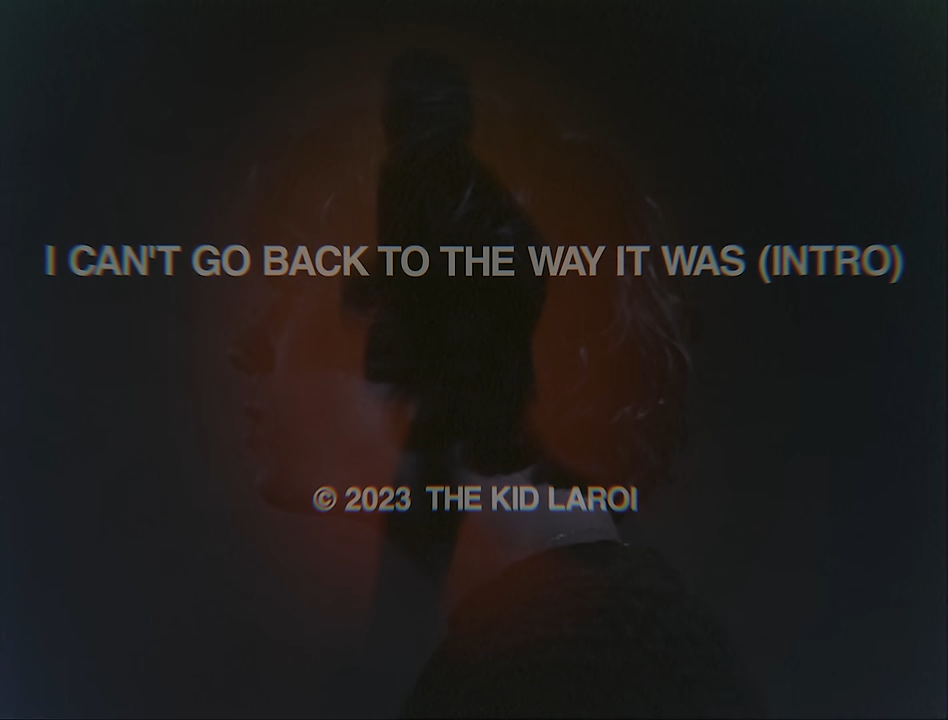 I CAN'T GO BACK TO THE WAY IT WAS (INTRO)
© 2023 THE KID LAROI